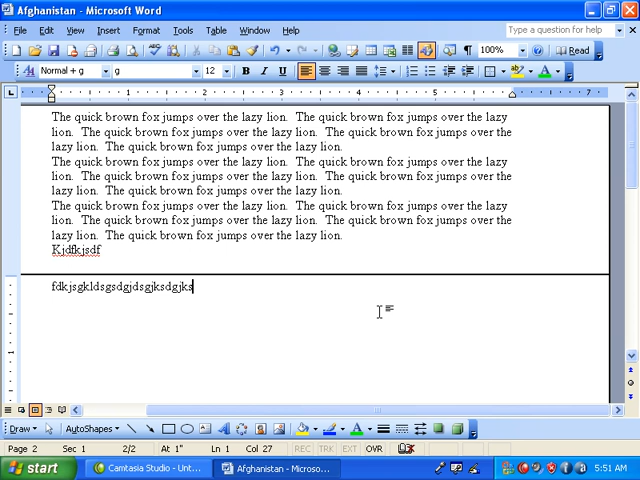 Afghanistan - Microsoft Word
File Edit View Insert Format Tools Table Window Help Type a question for help
100% Read
Normal + g g 12 B I U
1 2 3 4 5 7
The quick brown fox jumps over the lazy lion. The quick brown fox jumps over the lazy
lion. The quick brown fox jumps over the lazy lion. The quick brown fox jumps over the
lazy lion. The quick brown fox jumps over the lazy lion.
The quick brown fox jumps over the lazy lion. The quick brown fox jumps over the lazy
lion. The quick brown fox jumps over the lazy lion. The quick brown fox jumps over the
lazy lion. The quick brown fox jumps over the lazy lion.
The quick brown fox jumps over the lazy lion. The quick brown fox jumps over the lazy
lion. The quick brown fox jumps over the lazy lion. The quick brown fox jumps over the
lazy lion. The quick brown fox jumps over the lazy lion.
Kjdfkjsdf
fdkjsgkldsgsdgjdsgjksdgjks
1
Draw AutoShapes
Page 2 Sec 1 2/2 At 1" Ln 1 Col 27 REC TRK EXT OVR
start Camtasia Studio - Unt... Afghanistan - Microso... 5:51 AM